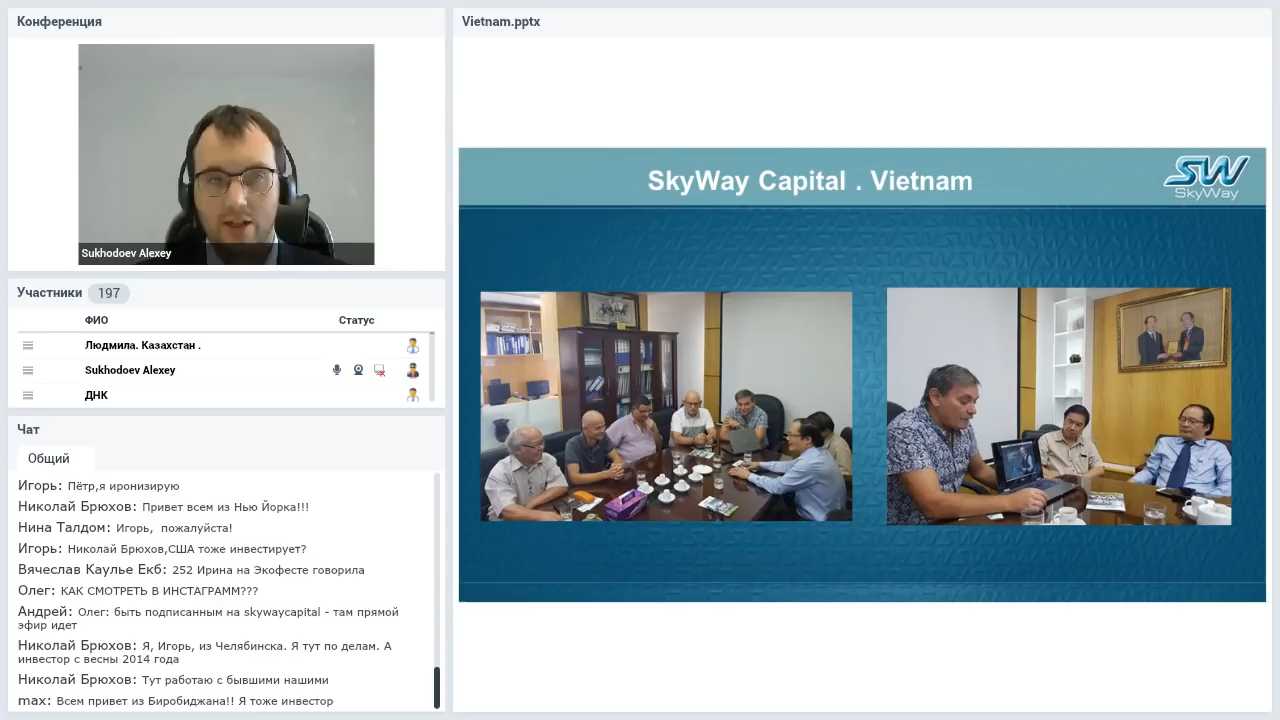 Конференция
Sukhodoev Alexey
Участники 197
ФИО Статус
Людмила. Казахстан .
Sukhodoev Alexey
ДНК
Чат
Общий
Игорь: Пётр,я иронизирую
Николай Брюхов: Привет всем из Нью Йорка!!!
Нина Талдом: Игорь, пожалуйста!
Игорь: Николай Брюхов,США тоже инвестирует?
Вячеслав Каулье Екб: 252 Ирина на Экофесте говорила
Олег: КАК СМОТРЕТЬ В ИНСТАГРАММ???
Андрей: Олег: быть подписанным на skywaycapital - там прямой
эфир идет
Николай Брюхов: Я, Игорь, из Челябинска. Я тут по делам. А
инвестор с весны 2014 года
Николай Брюхов: Тут работаю с бывшими нашими
max: Всем привет из Биробиджана!! Я тоже инвестор
Vietnam.pptx
SkyWay Capital . Vietnam
SW
SkyWay